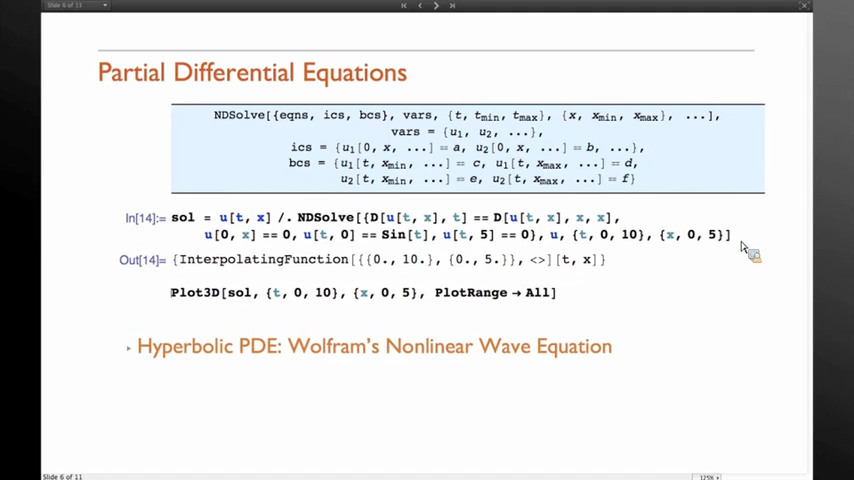 Slide 6 of 11
Partial Differential Equations
NDSolve[{eqns, ics, bcs}, vars, {t, tmin, tmax}, {x, xmin, xmax}, ...],
vars = {u1, u2, ...},
ics = {u1[0, x, ...] = a, u2[0, x, ...] = b, ...},
bcs = {u1[t, xmin, ...] = c, u1[t, xmax, ...] = d,
u2[t, xmin, ...] = e, u2[t, xmax, ...] = f}
In[14]:= sol = u[t, x] /. NDSolve[{D[u[t, x], t] == D[u[t, x], x, x],
u[0, x] == 0, u[t, 0] == Sin[t], u[t, 5] == 0}, u, {t, 0, 10}, {x, 0, 5}]
Out[14]= {InterpolatingFunction[{{0., 10.}, {0., 5.}}, <>][t, x]}
Plot3D[sol, {t, 0, 10}, {x, 0, 5}, PlotRange → All]
Hyperbolic PDE: Wolfram's Nonlinear Wave Equation
Slide 6 of 11
125%